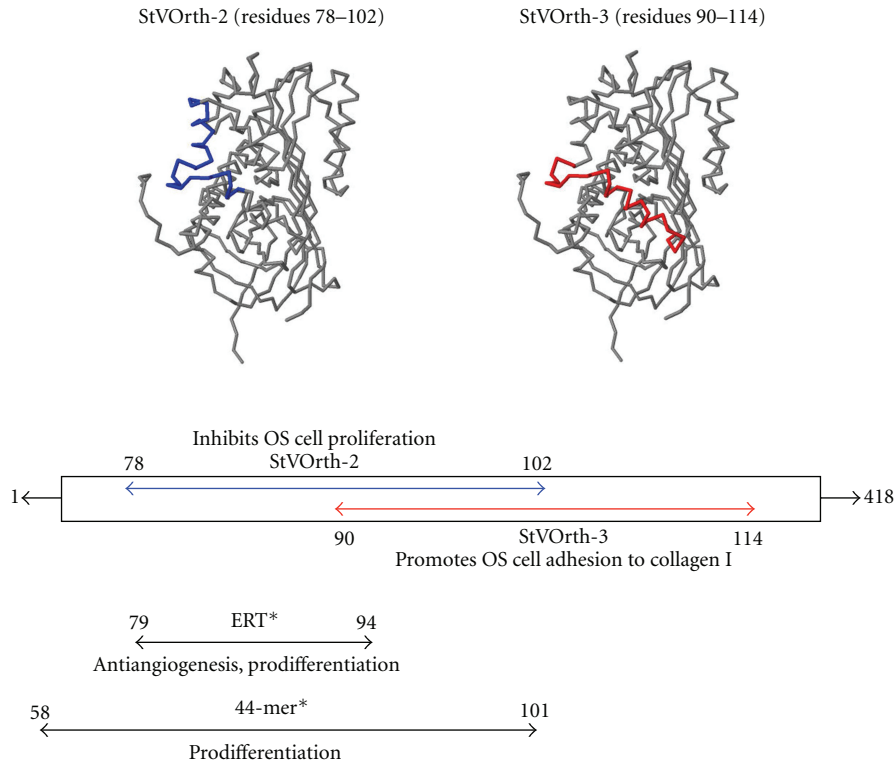 StVOrth-2 (residues 78–102)
StVOrth-3 (residues 90–114)
Inhibits OS cell proliferation
78
StVOrth-2
102
1
418
90
StVOrth-3
114
Promotes OS cell adhesion to collagen I
79
ERT*
94
Antiangiogenesis, prodifferentiation
58
44-mer*
101
Prodifferentiation